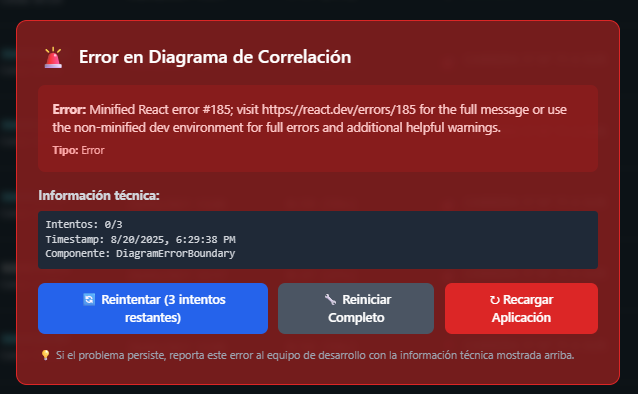 🚨 Error en Diagrama de Correlación
Error: Minified React error #185; visit https://react.dev/errors/185 for the full message or use
the non-minified dev environment for full errors and additional helpful warnings.
Tipo: Error
Información técnica:
Intentos: 0/3
Timestamp: 8/20/2025, 6:29:38 PM
Componente: DiagramErrorBoundary
🔄 Reintentar (3 intentos
restantes)
🔧 Reiniciar
Completo
↻ Recargar
Aplicación
💡 Si el problema persiste, reporta este error al equipo de desarrollo con la información técnica mostrada arriba.